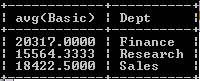 avg(Basic) | Dept
20317.0000 | Finance
15564.3333 | Research
18422.5000 | Sales